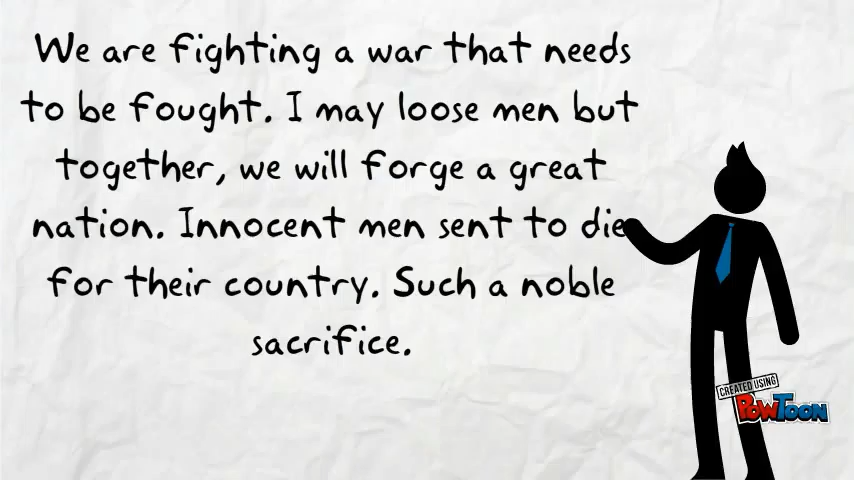 We are fighting a war that needs
to be fought. I may loose men but
together, we will forge a great
nation. Innocent men sent to die
for their country. Such a noble
sacrifice.
CREATED USING
POWTOON